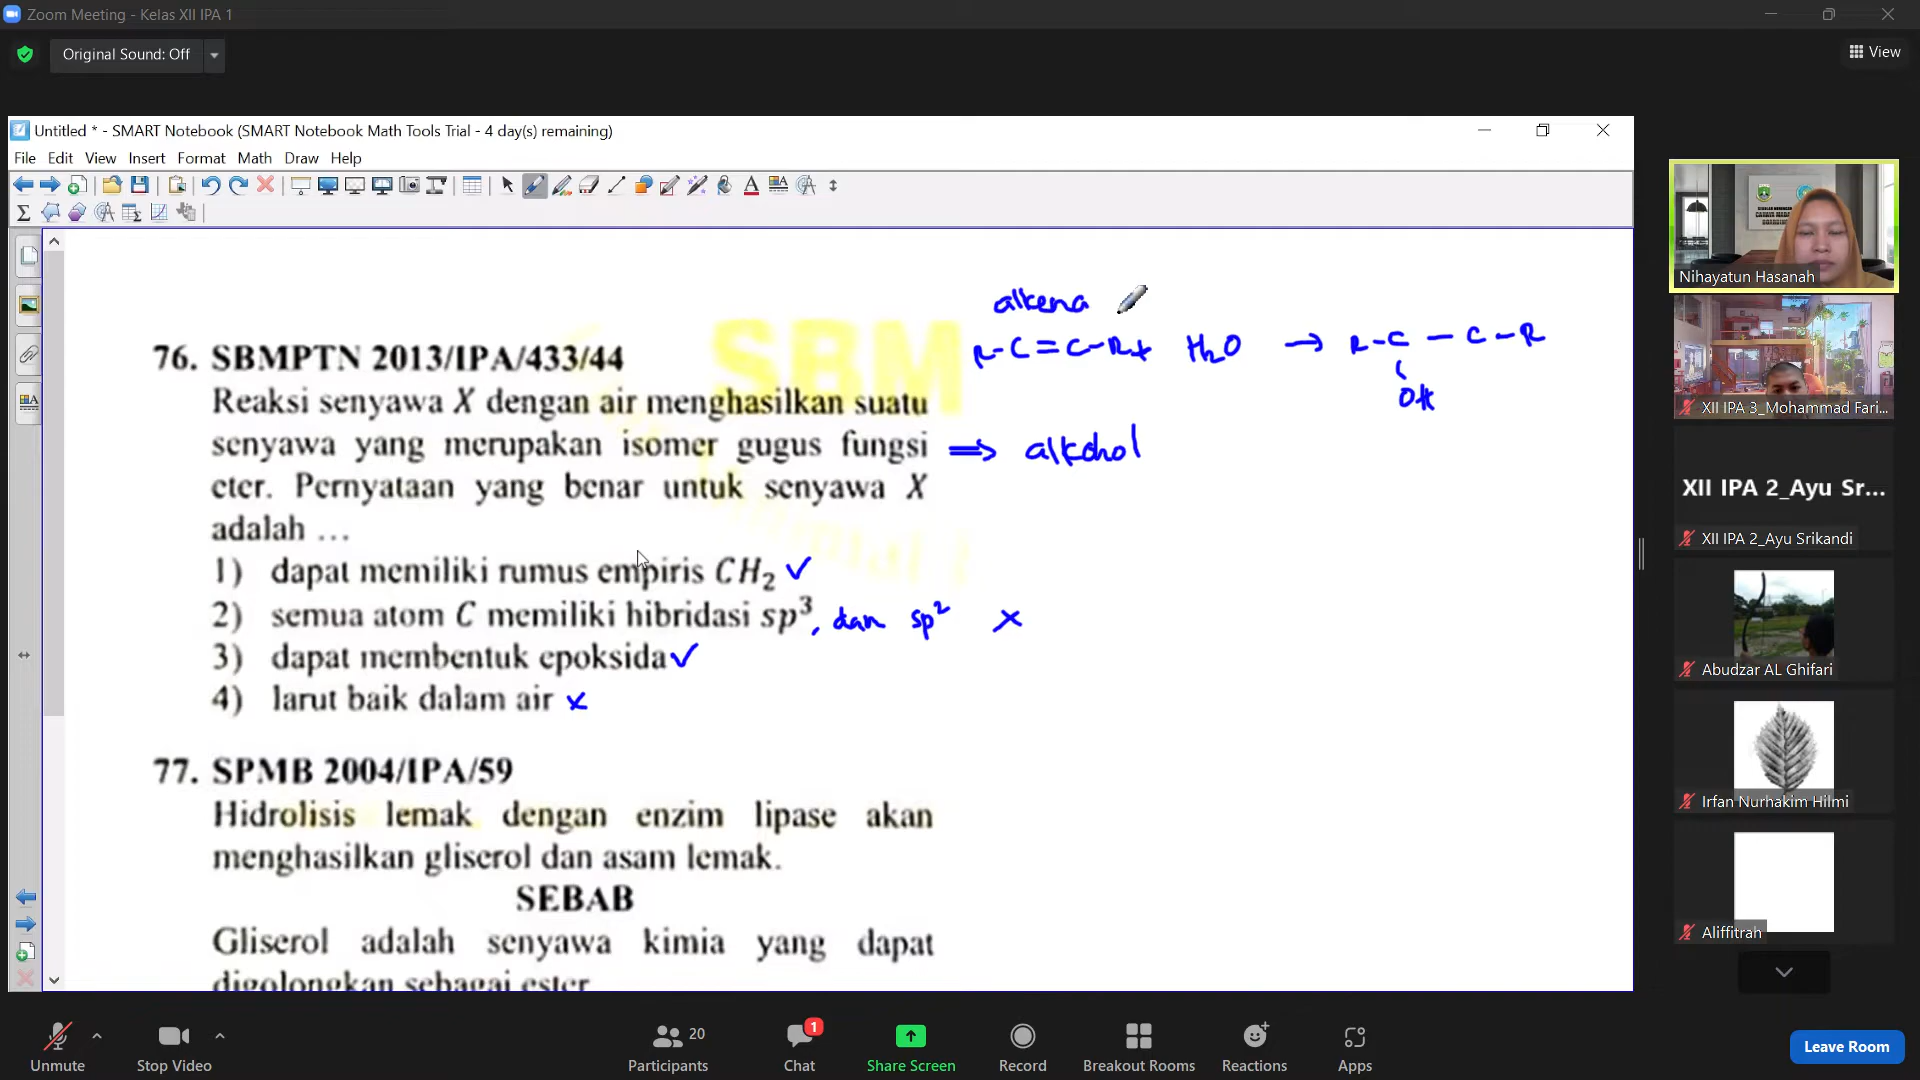 Zoom Meeting - Kelas XII IPA 1
Original Sound: Off
View
Untitled * - SMART Notebook (SMART Notebook Math Tools Trial - 4 day(s) remaining)
File Edit View Insert Format Math Draw Help
SBM
alkena
R-C=C-R + H₂O → R-C-C-R
OH
76. SBMPTN 2013/IPA/433/44
Reaksi senyawa X dengan air menghasilkan suatu
senyawa yang merupakan isomer gugus fungsi ⇒ alkohol
eter. Pernyataan yang benar untuk senyawa X
adalah ...
1) dapat memiliki rumus empiris CH₂ ✓
2) semua atom C memiliki hibridasi sp³, dan sp² x
3) dapat membentuk epoksida ✓
4) larut baik dalam air x
77. SPMB 2004/IPA/59
Hidrolisis lemak dengan enzim lipase akan
menghasilkan gliserol dan asam lemak.
SEBAB
Gliserol adalah senyawa kimia yang dapat
digolongkan sebagai ester
Nihayatun Hasanah
XII IPA 3_Mohammad Fari...
XII IPA 2_Ayu Sr...
XII IPA 2_Ayu Srikandi
Abudzar AL Ghifari
Irfan Nurhakim Hilmi
Aliffitrah
Unmute
Stop Video
Participants 20
Chat 1
Share Screen
Record
Breakout Rooms
Reactions
Apps
Leave Room